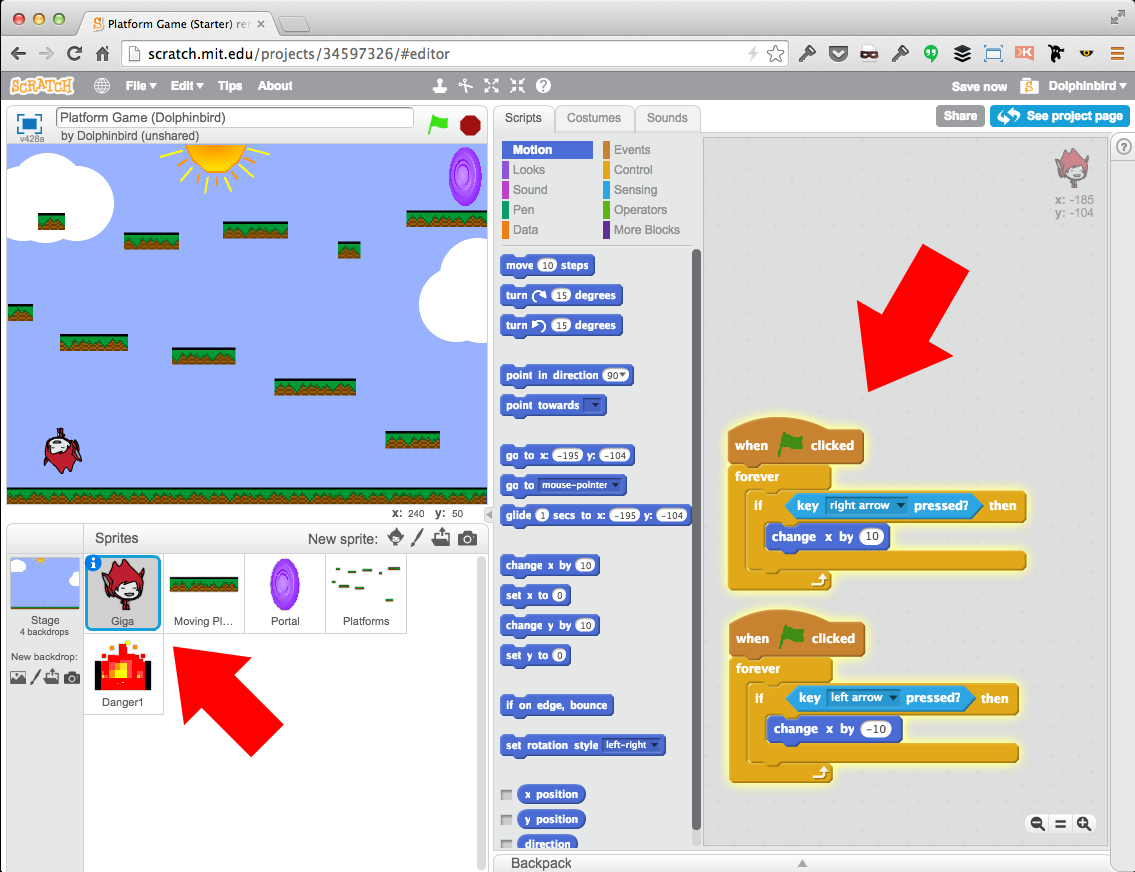 Platform Game (Starter) re
scratch.mit.edu/projects/34597326/#editor
SCRATCH
File Edit Tips About
Save now
Dolphinbird
v428a
Platform Game (Dolphinbird)
by Dolphinbird (unshared)
Scripts
Costumes
Sounds
Share
See project page
Motion
Looks
Sound
Pen
Data
Events
Control
Sensing
Operators
More Blocks
x: -185
y: -104
move 10 steps
turn 15 degrees
turn 15 degrees
point in direction 90
point towards
go to x: -195 y: -104
go to mouse-pointer
glide 1 secs to x: -195 y: -104
change x by 10
set x to 0
change y by 10
set y to 0
if on edge, bounce
set rotation style left-right
x position
y position
direction
when clicked
forever
if key right arrow pressed? then
change x by 10
when clicked
forever
if key left arrow pressed? then
change x by -10
x: 240 y: 50
Sprites
New sprite:
Stage
4 backdrops
New backdrop:
Giga
Moving Pl...
Portal
Platforms
Danger1
Backpack